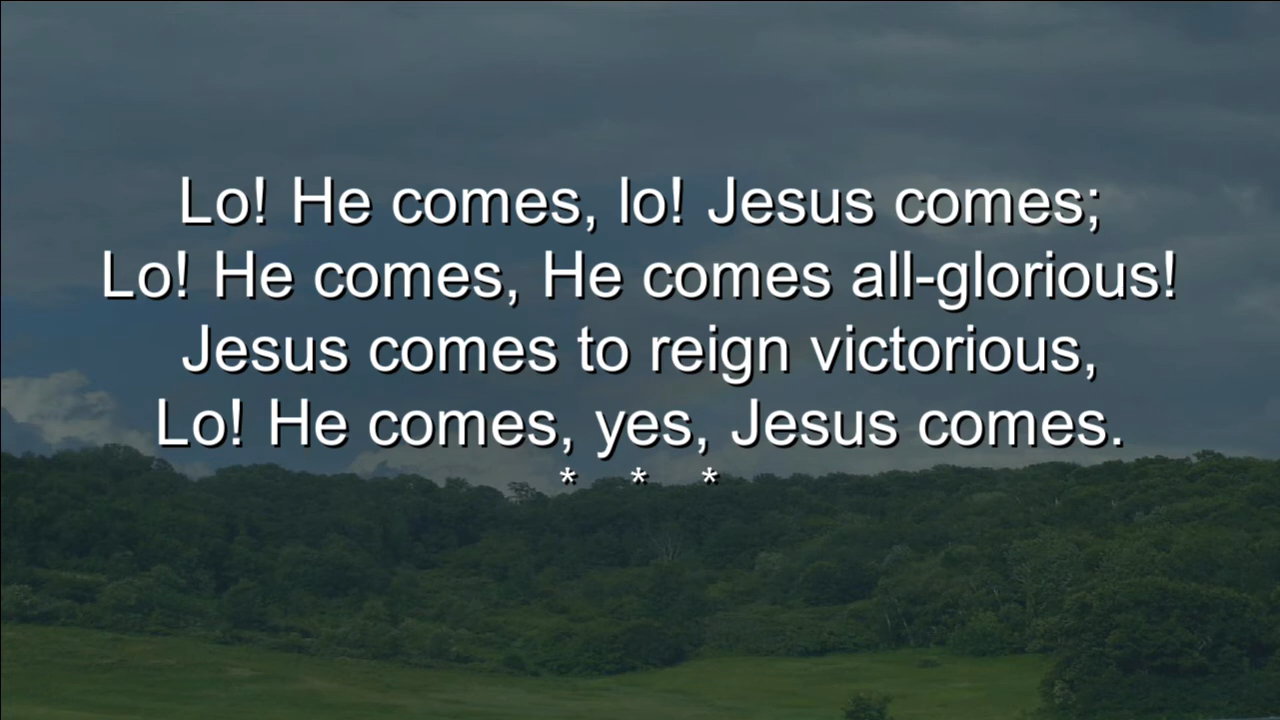 Lo! He comes, lo! Jesus comes;
Lo! He comes, He comes all-glorious!
Jesus comes to reign victorious,
Lo! He comes, yes, Jesus comes.
* * *